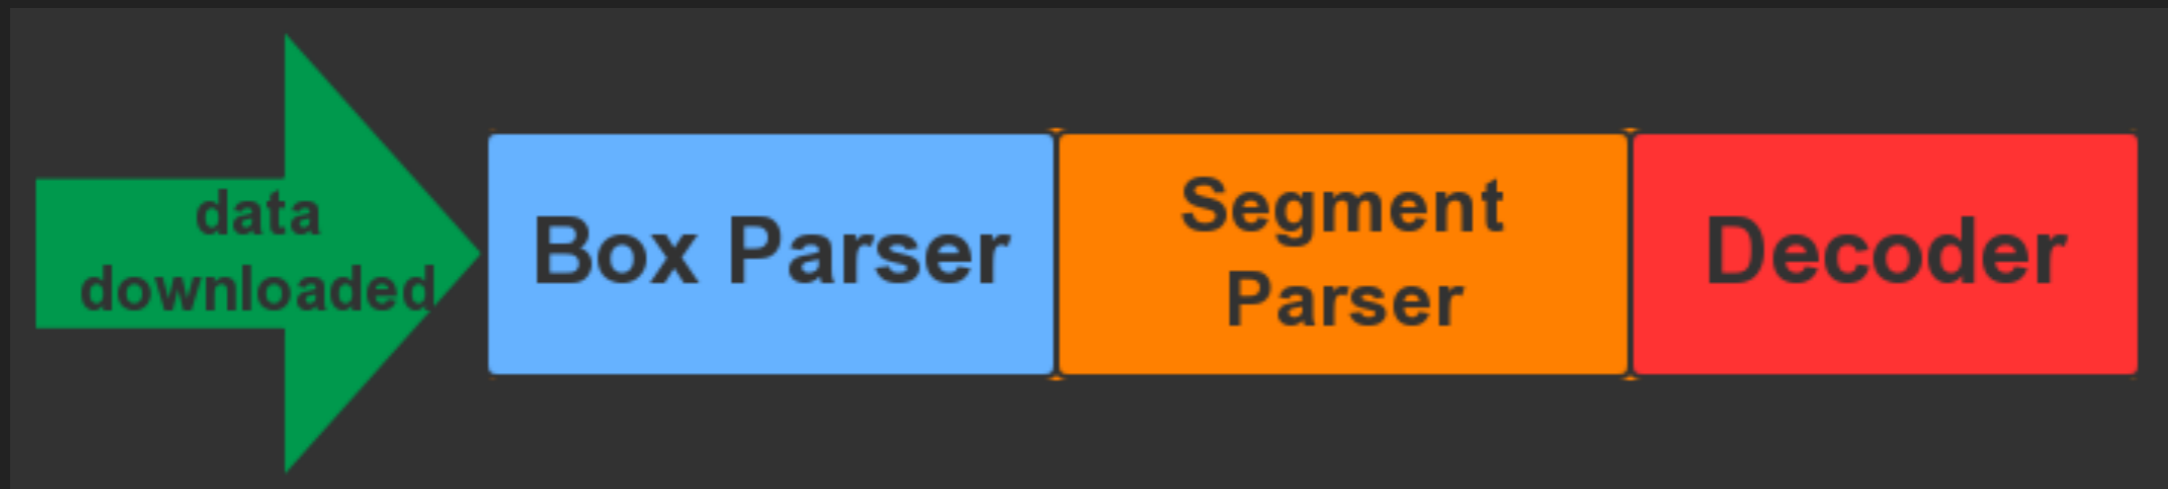 data
downloaded
Box Parser
Segment
Parser
Decoder